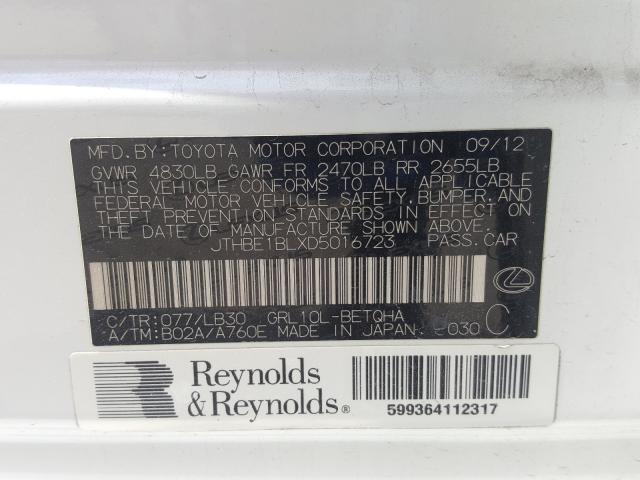 MFD. BY: TOYOTA MOTOR CORPORATION 09/12
GVWR 4830LB GAWR FR 2470LB RR 2655LB
THIS VEHICLE CONFORMS TO ALL APPLICABLE
FEDERAL MOTOR VEHICLE SAFETY, BUMPER, AND
THEFT PREVENTION STANDARDS IN EFFECT ON
THE DATE OF MANUFACTURE SHOWN ABOVE.
JTHBE1BLXD5016723 PASS. CAR
C/TR: 077/LB30 GRL10L-BETQHA
A/TM: B02A/A760E MADE IN JAPAN 030 C
Reynolds
& Reynolds®
599364112317